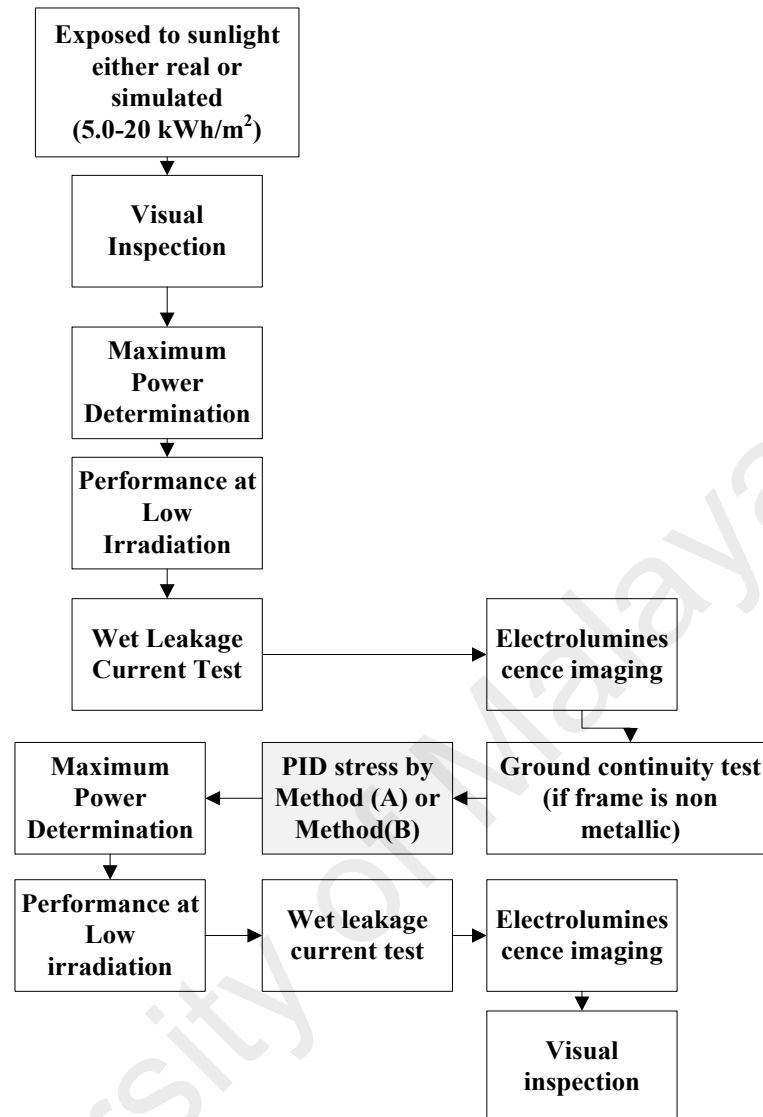 Exposed to sunlight
either real or
simulated
(5.0-20 kWh/m²)
Visual
Inspection
Maximum
Power
Determination
Performance at
Low
Irradiation
Wet Leakage
Current Test
Electrolumines
cence imaging
Ground continuity test
(if frame is non
metallic)
PID stress by
Method (A) or
Method(B)
Maximum
Power
Determination
Performance at
Low
irradiation
Wet leakage
current test
Electrolumines
cence imaging
Visual
inspection
rsity of Malaya